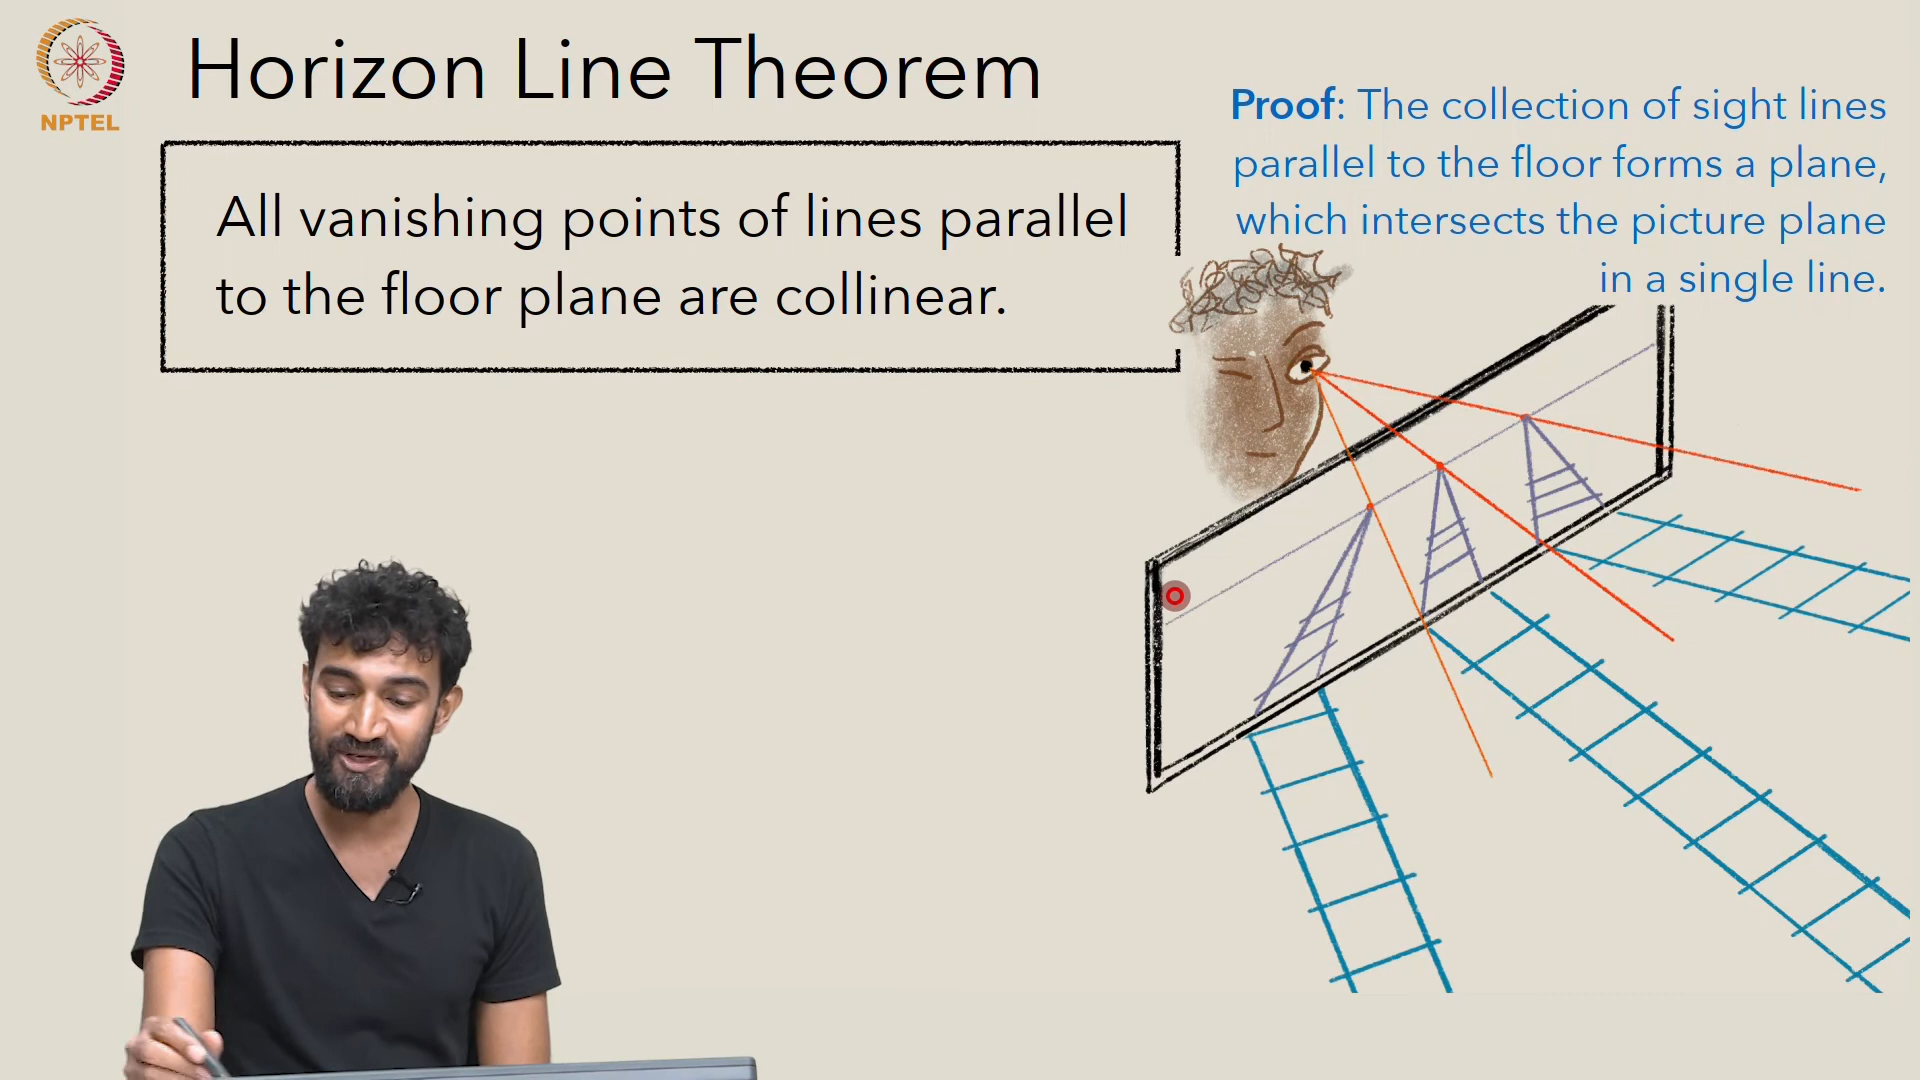 NPTEL
Horizon Line Theorem
All vanishing points of lines parallel
to the floor plane are collinear.
Proof: The collection of sight lines
parallel to the floor forms a plane,
which intersects the picture plane
in a single line.